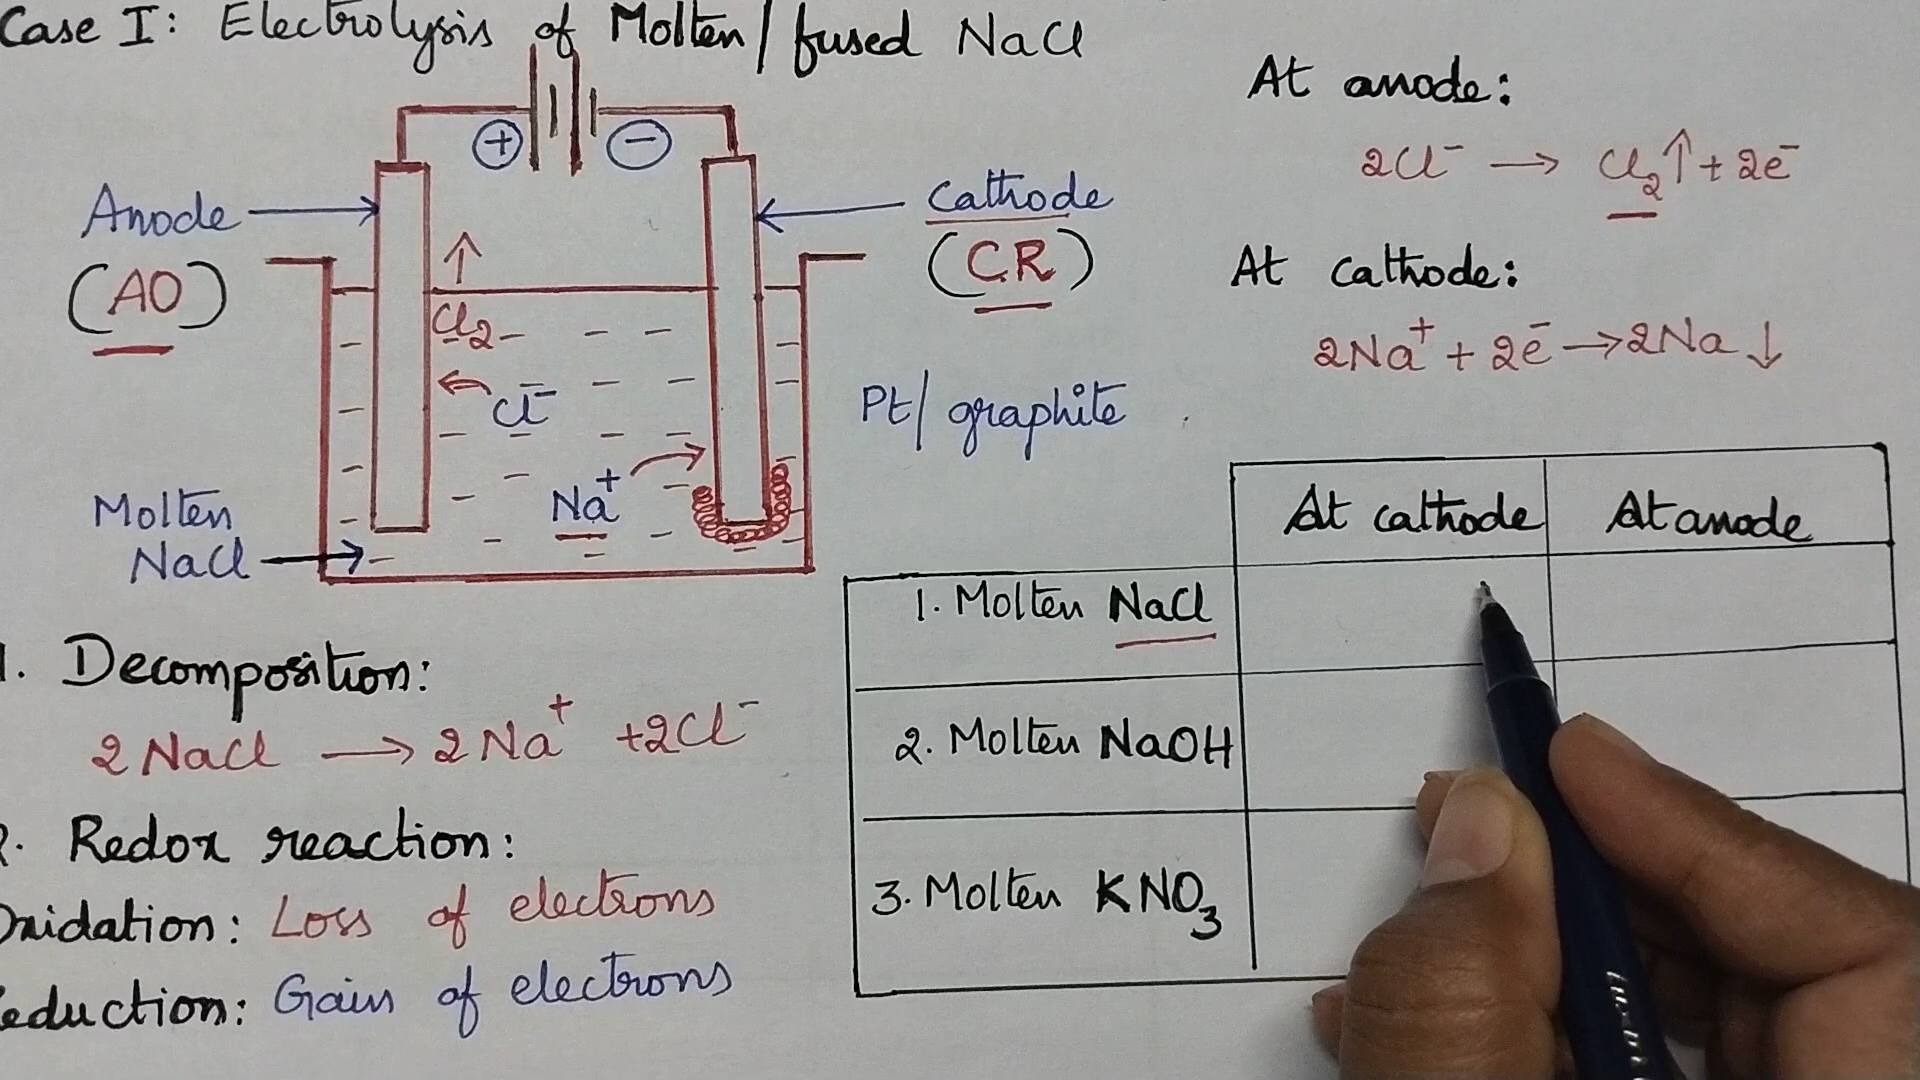 Case I: Electrolysis of Molten/fused NaCl
+ −
Anode
(AO)
Cathode
(CR)
Cl2
Cl⁻
Na⁺
Pt/graphite
Molten
NaCl
At anode:
2Cl⁻ → Cl₂↑ + 2e⁻
At cathode:
2Na⁺ + 2e⁻ → 2Na ↓
At cathode At anode
1. Molten NaCl
2. Molten NaOH
3. Molten KNO₃
1. Decomposition:
2NaCl → 2Na⁺ + 2Cl⁻
2. Redox reaction:
Oxidation: Loss of electrons
Reduction: Gain of electrons